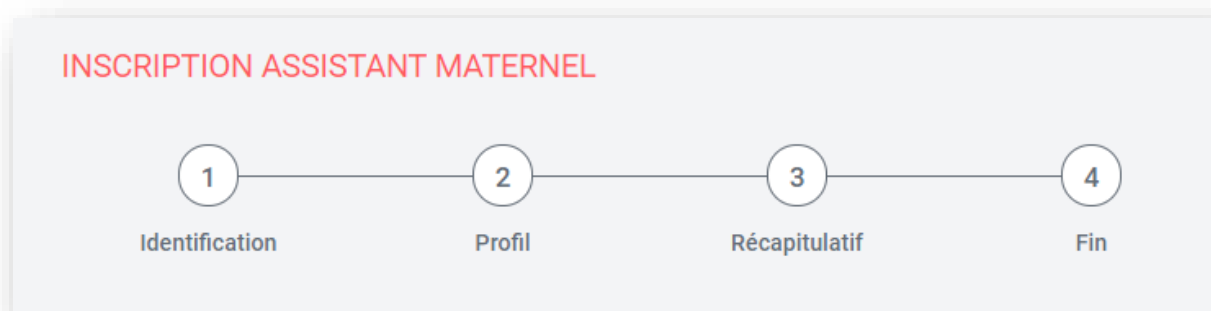 INSCRIPTION ASSISTANT MATERNEL
1 2 3 4
Identification Profil Récapitulatif Fin